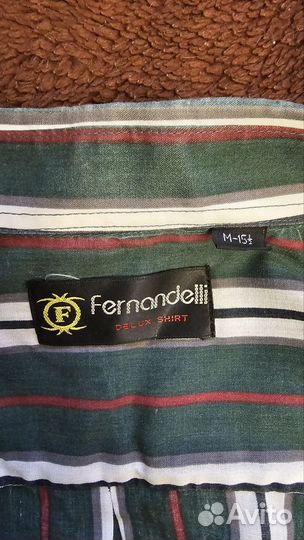 M-15½
F
Fernandelli
DELUX SHIRT
Avito